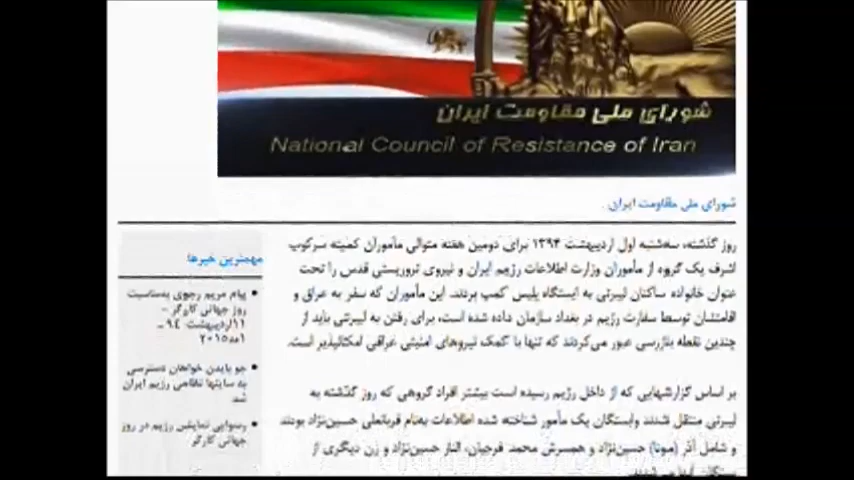 شورای ملی مقاومت ایران
National Council of Resistance of Iran
شورای ملی مقاومت ایران.
روز گذشته، سه‌شنبه اول اردیبهشت ۱۳۹۴ برای دومین هفته متوالی مأموران کمیته سرکوب
اشرف یک گروه از مأموران وزارت اطلاعات رژیم ایران و نیروی تروریستی قدس را تحت
عنوان خانواده ساکنان لیبرتی به ایستگاه پلیس کمپ بردند. این مأموران که سفر به عراق و
اقامتشان توسط سفارت رژیم در بغداد سازمان داده شده است، برای رفتن به لیبرتی باید از
چندین نقطه بازرسی عبور می‌کردند که تنها با کمک نیروهای امنیتی عراقی امکانپذیر است.
بر اساس گزارشهایی که از داخل رژیم رسیده است بیشتر افراد گروهی که روز گذشته به
لیبرتی منتقل شدند وابستگان یک مأمور شناخته شده اطلاعات به‌نام قربانعلی حسین‌نژاد بودند
و شامل آذر (مونا) حسین‌نژاد و همسرش محمد فرجیان، الناز حسین‌نژاد و زن دیگری از
مهمترین خبرها
پیام مریم رجوی به‌مناسبت
روز جهانی کارگر -
۱۱اردیبهشت ۹۴ -
۱مه۲۰۱۵
جو بایدن خواهان دسترسی
به سایتها نظامی رژیم ایران
شد
رسوایی نمایش رژیم در روز
جهانی کارگر